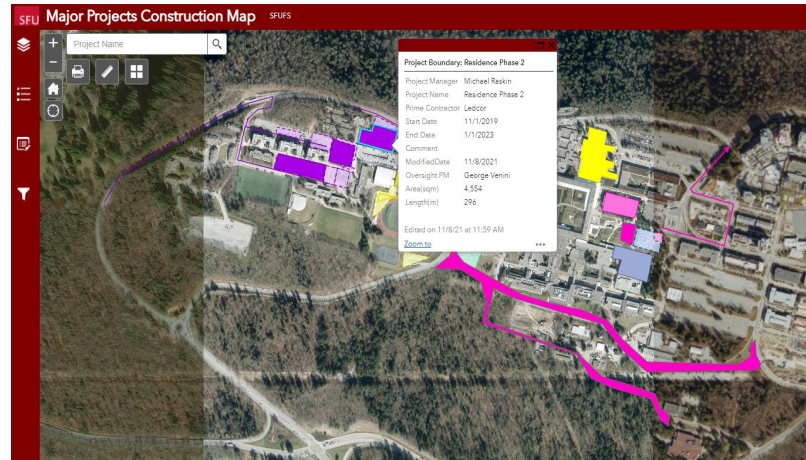 SFU
Major Projects Construction Map
SFUFS
+
Project Name
−
Project Boundary: Residence Phase 2
Project Manager Michael Raskin
Project Name Residence Phase 2
Prime Contractor Ledcor
Start Date 11/1/2019
End Date 1/1/2023
Comment
ModifiedDate 11/8/2021
Oversight PM George Venini
Area(sqm) 4,554
Length(m) 296
Edited on 11/8/21 at 11:59 AM
Zoom to
•••